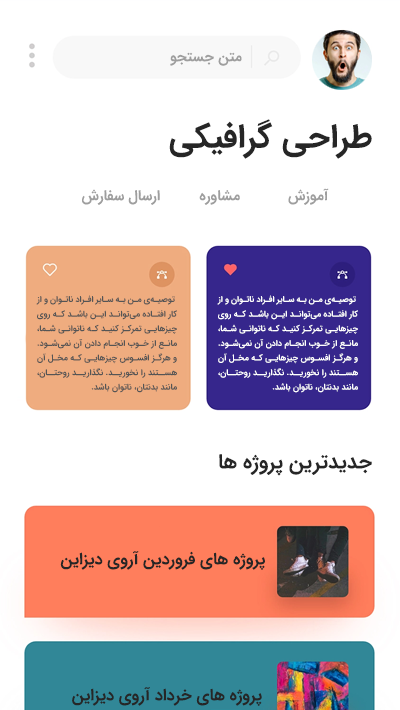 متن جستجو
طراحی گرافیکی
آموزش
مشاوره
ارسال سفارش
توصیه‌ی من به سایر افراد ناتوان و از
کار افتاده می‌توانند این باشد که روی
چیزهایی تمرکز کنید که ناتوانی شما،
مانع از خوب انجام دادن آن نمی‌شود.
و هرگز افسوس چیزهایی که مخل آن
هستند را نخورید. نگذارید روحتان،
مانند بدنتان، ناتوان باشد.
توصیه‌ی من به سایر افراد ناتوان و از
کار افتاده می‌توانند این باشد که روی
چیزهایی تمرکز کنید که ناتوانی شما،
مانع از خوب انجام دادن آن نمی‌شود.
و هرگز افسوس چیزهایی که مخل آن
هستند را نخورید. نگذارید روحتان،
مانند بدنتان، ناتوان باشد.
جدیدترین پروژه ها
پروژه های فروردین آروی دیزاین
پروژه های خرداد آروی دیزاین